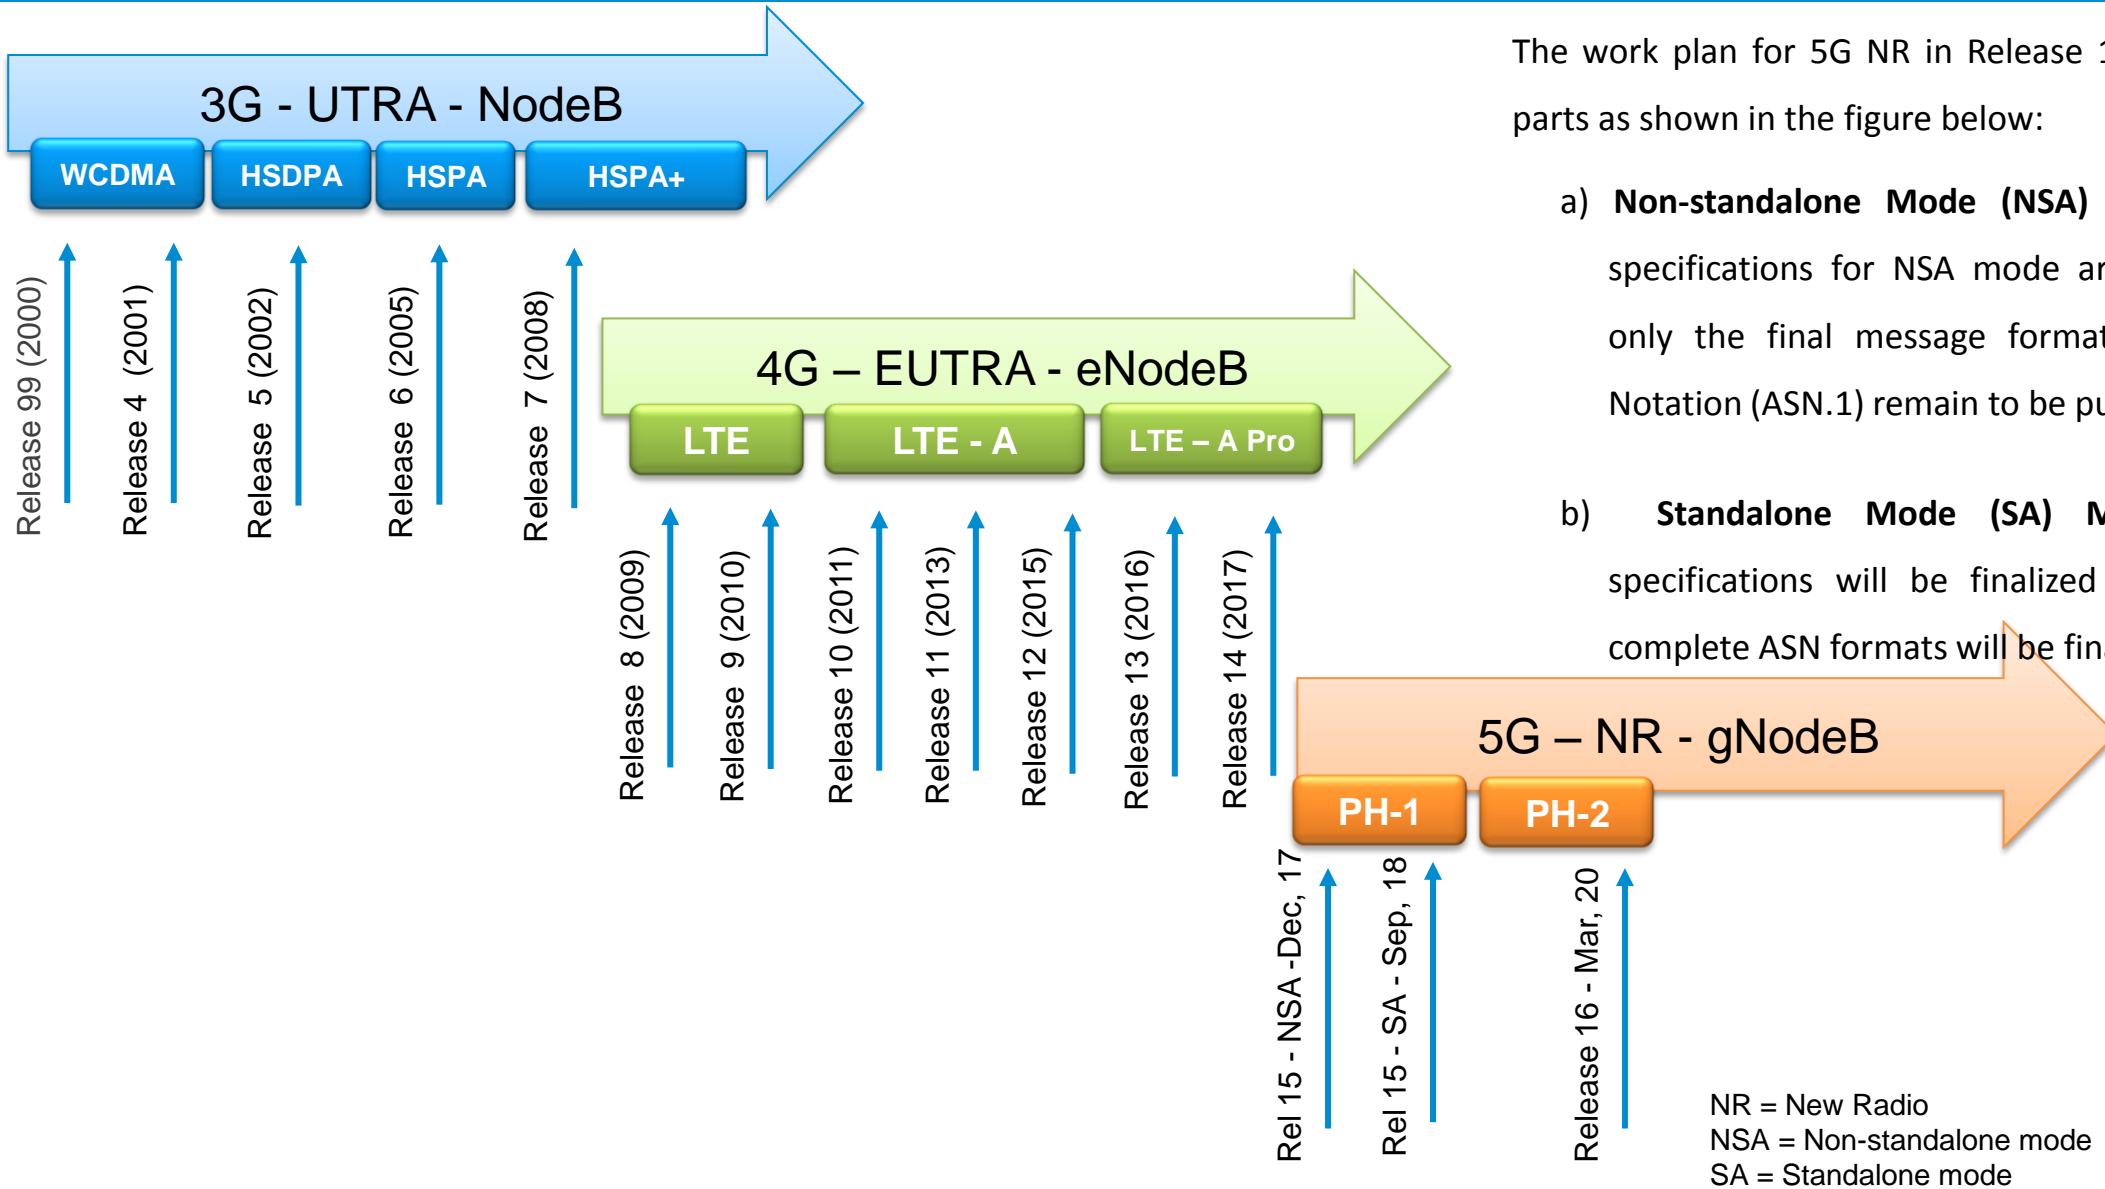 3G - UTRA - NodeB
WCDMA
HSDPA
HSPA
HSPA+
Release 99 (2000)
Release 4 (2001)
Release 5 (2002)
Release 6 (2005)
Release 7 (2008)
4G – EUTRA - eNodeB
LTE
LTE - A
LTE – A Pro
Release 8 (2009)
Release 9 (2010)
Release 10 (2011)
Release 11 (2013)
Release 12 (2015)
Release 13 (2016)
Release 14 (2017)
The work plan for 5G NR in Release
parts as shown in the figure below:
a) Non-standalone Mode (NSA)
specifications for NSA mode
only the final message format
Notation (ASN.1) remain to be
b) Standalone Mode (SA)
specifications will be finalized
complete ASN formats will be
5G – NR - gNodeB
PH-1
PH-2
Rel 15 - NSA -Dec, 17
Rel 15 - SA - Sep, 18
Release 16 - Mar, 20
NR = New Radio
NSA = Non-standalone mode
SA = Standalone mode